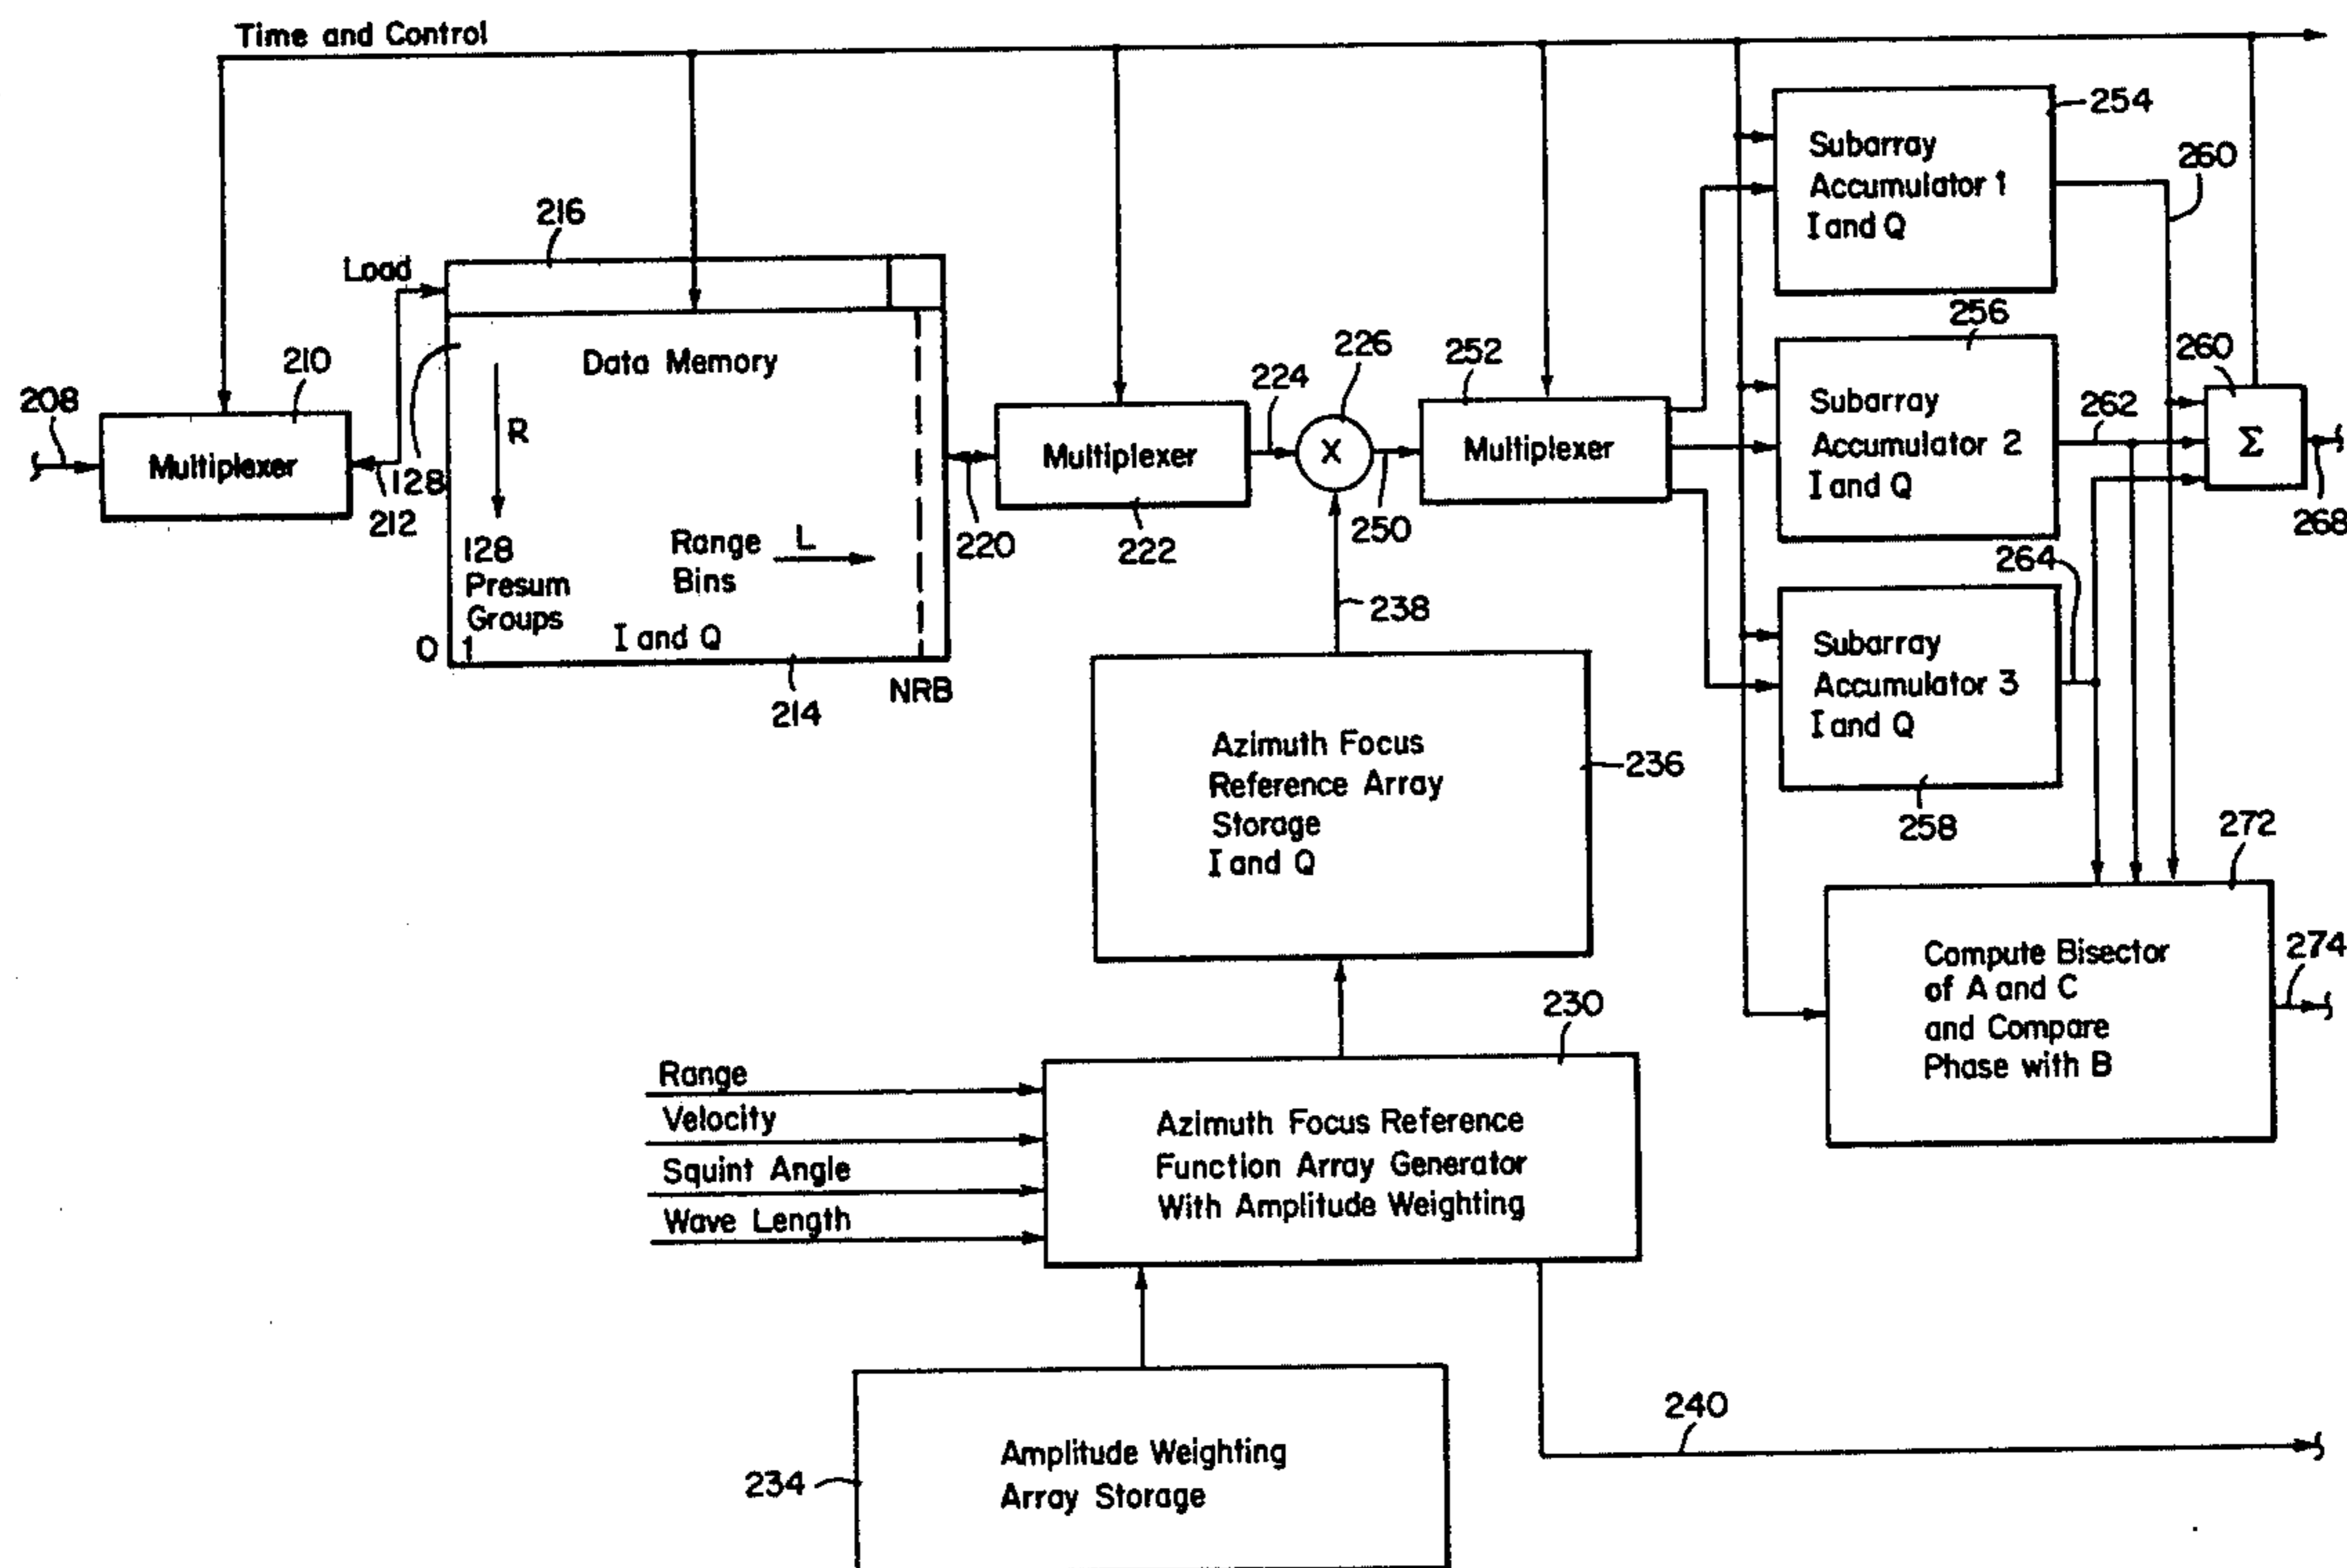 Time and Control
254
Subarray
Accumulator 1
I and Q
260
216
Load
256
210
Data Memory
226
252
224
260
208
R
Subarray
Accumulator 2
I and Q
262
Multiplexer
Multiplexer
X
Multiplexer
Σ
128
212
128
Presum
Groups
Range
Bins
L
220
222
250
268
264
238
0
1
I and Q
Subarray
Accumulator 3
I and Q
NRB
214
Azimuth Focus
Reference Array
Storage
I and Q
236
258
272
Compute Bisector
of A and C
and Compare
Phase with B
274
230
Range
Velocity
Squint Angle
Wave Length
Azimuth Focus Reference
Function Array Generator
With Amplitude Weighting
240
Amplitude Weighting
Array Storage
234